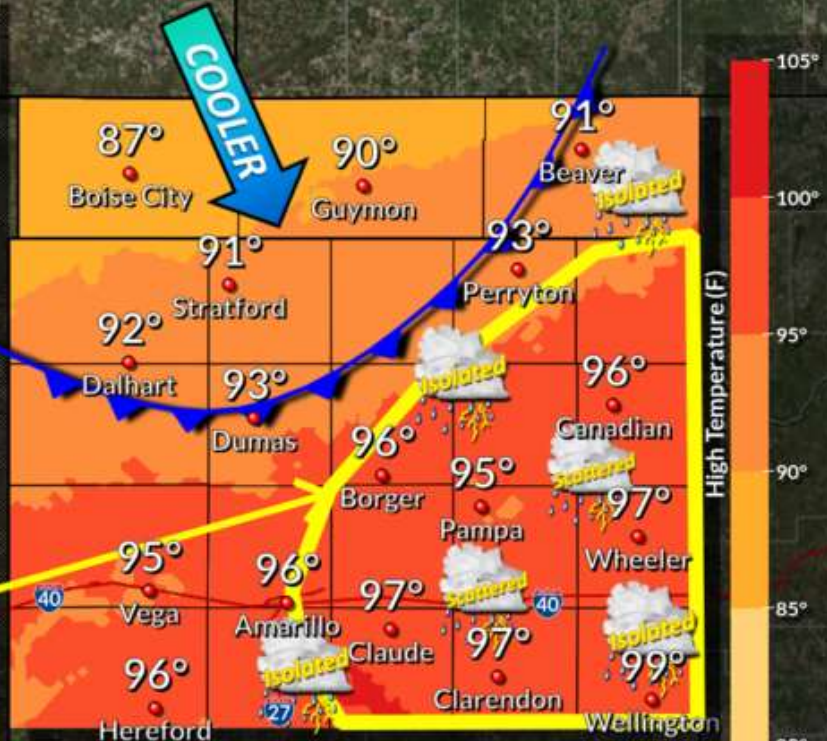 COOLER
87°
Boise City
90°
Guymon
91°
Beaver
Isolated
91°
Stratford
93°
Perryton
92°
Dalhart
93°
Dumas
Isolated
96°
Canadian
96°
Borger
95°
Pampa
Scattered
97°
Wheeler
95°
Vega
40
96°
Amarillo
97°
Claude
Scattered
40
Isolated
97°
Clarendon
99°
Wellington
96°
Hereford
Isolated
27
High Temperature (F)
105°
100°
95°
90°
85°